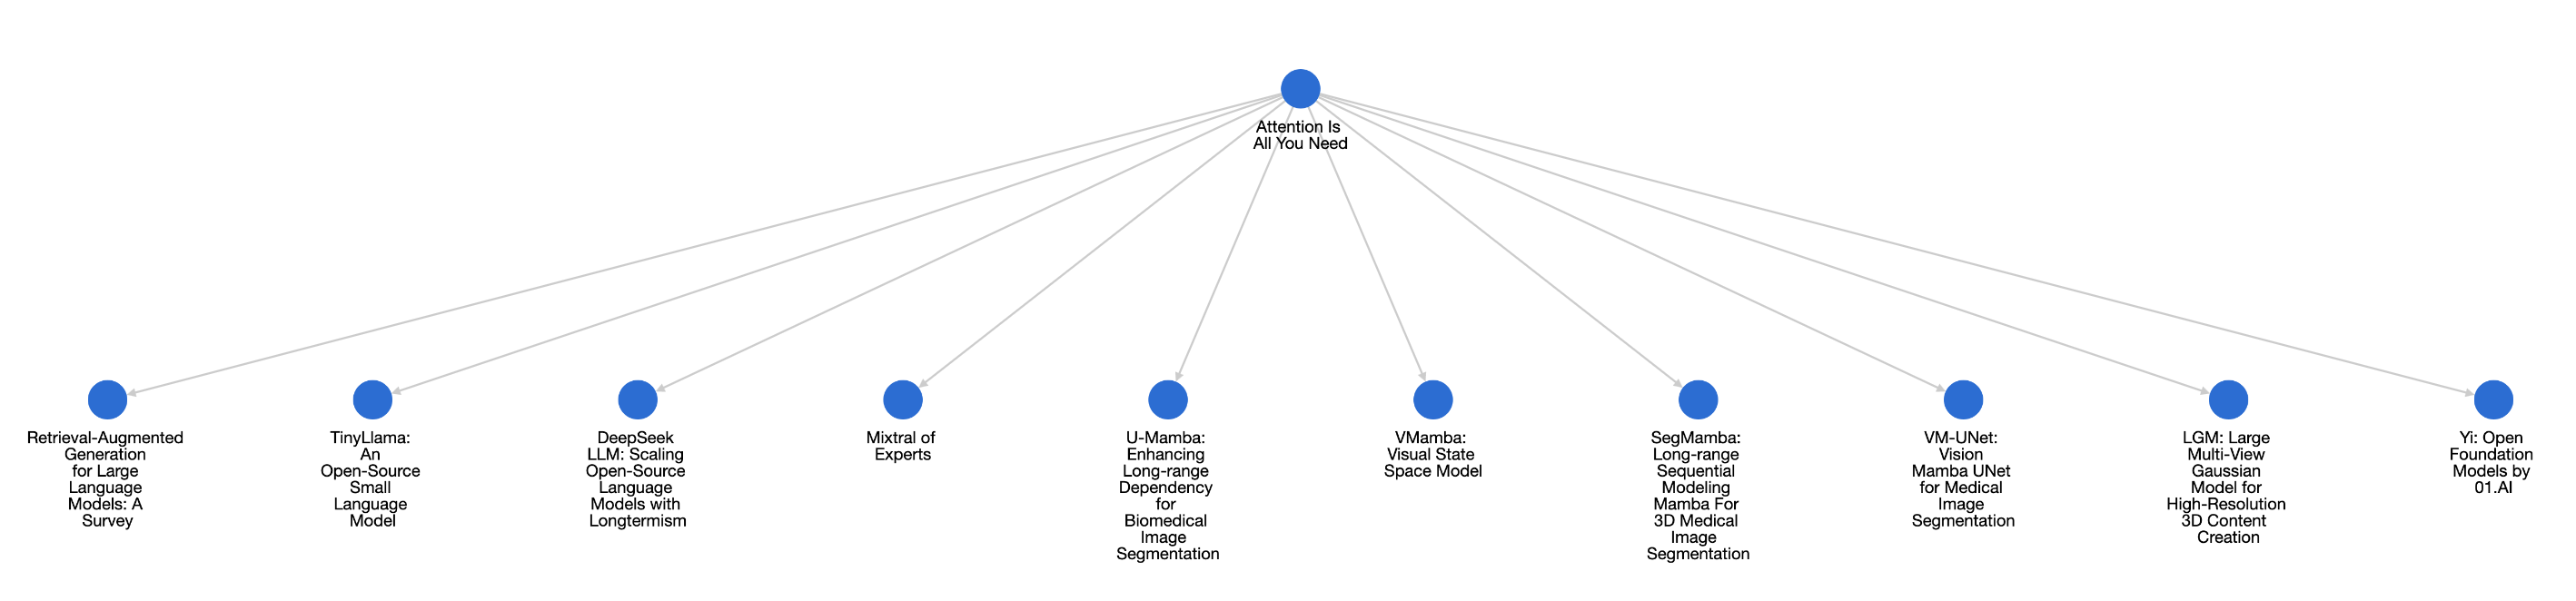 Attention Is
All You Need
Retrieval-Augmented
Generation
for Large
Language
Models: A
Survey
TinyLlama:
An
Open-Source
Small
Language
Model
DeepSeek
LLM: Scaling
Open-Source
Language
Models with
Longtermism
Mixtral of
Experts
U-Mamba:
Enhancing
Long-range
Dependency
for
Biomedical
Image
Segmentation
VMamba:
Visual State
Space Model
SegMamba:
Long-range
Sequential
Modeling
Mamba For
3D Medical
Image
Segmentation
VM-UNet:
Vision
Mamba UNet
for Medical
Image
Segmentation
LGM: Large
Multi-View
Gaussian
Model for
High-Resolution
3D Content
Creation
Yi: Open
Foundation
Models by
01.AI